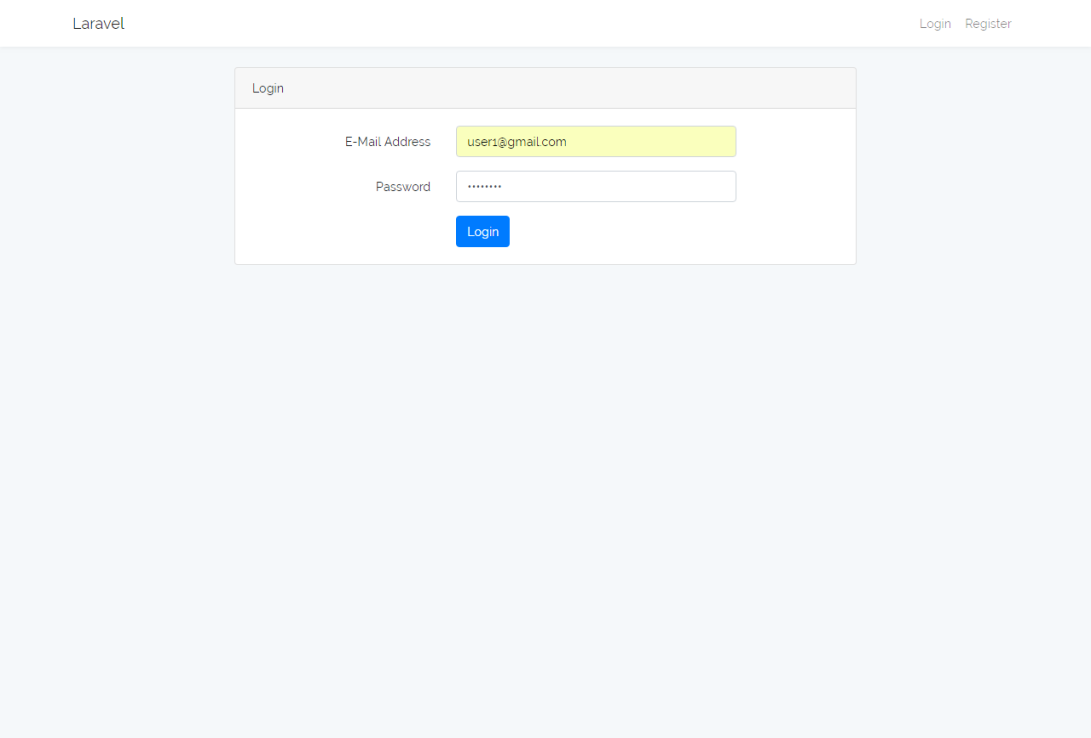 Laravel
Login Register
Login
E-Mail Address user1@gmail.com
Password ••••••••
Login